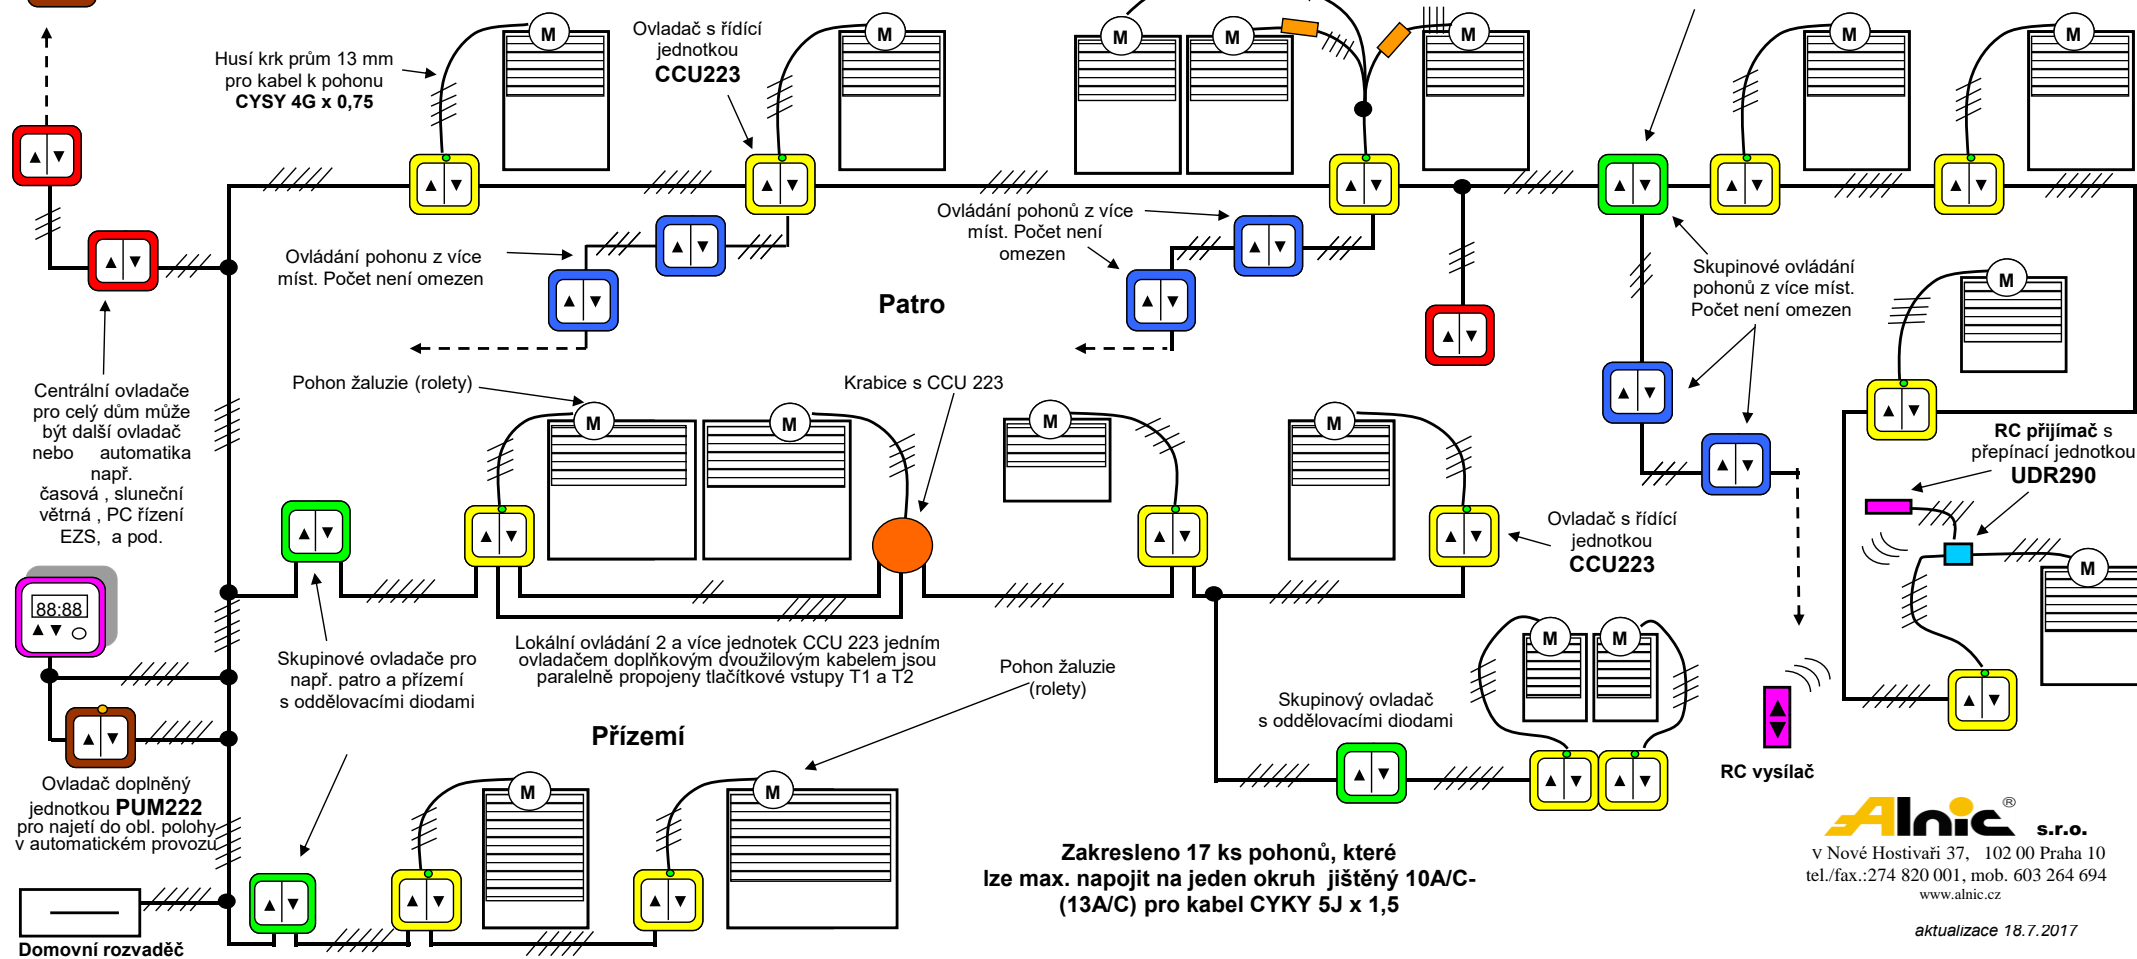 Husí krk prům 13 mm
pro kabel k pohonu
CYSY 4G x 0,75
Ovladač s řídící
jednotkou
CCU223
M
M
M
M
M
M
M
Ovládání pohonu z více
míst. Počet není omezen
Ovládání pohonů z více
míst. Počet není
omezen
Patro
Skupinové ovládání
pohonů z více míst.
Počet není omezen
M
Centrální ovladače
pro celý dům může
být další ovladač
nebo automatika
např.
časová , sluneční
větrná , PC řízení
EZS, a pod.
Pohon žaluzie (rolety)
Krabice s CCU 223
M
M
M
M
RC přijímač s
přepínací jednotkou
UDR290
Ovladač s řídící
jednotkou
CCU223
M
88:88
Lokální ovládání 2 a více jednotek CCU 223 jedním
ovladačem doplňkovým dvoužilovým kabelem jsou
paralelně propojeny tlačítkové vstupy T1 a T2
Skupinové ovladače pro
např. patro a přízemí
s oddělovacími diodami
Pohon žaluzie
(rolety)
M
M
Skupinový ovladač
s oddělovacími diodami
Přízemí
RC vysílač
Ovladač doplněný
jednotkou PUM222
pro najetí do obl. polohy
v automatickém provozu
M
M
Zakresleno 17 ks pohonů, které
lze max. napojit na jeden okruh jištěný 10A/C-
(13A/C) pro kabel CYKY 5J x 1,5
Alnic® s.r.o.
V Nové Hostivaři 37, 102 00 Praha 10
tel./fax.:274 820 001, mob. 603 264 694
www.alnic.cz
aktualizace 18.7.2017
Domovní rozvaděč